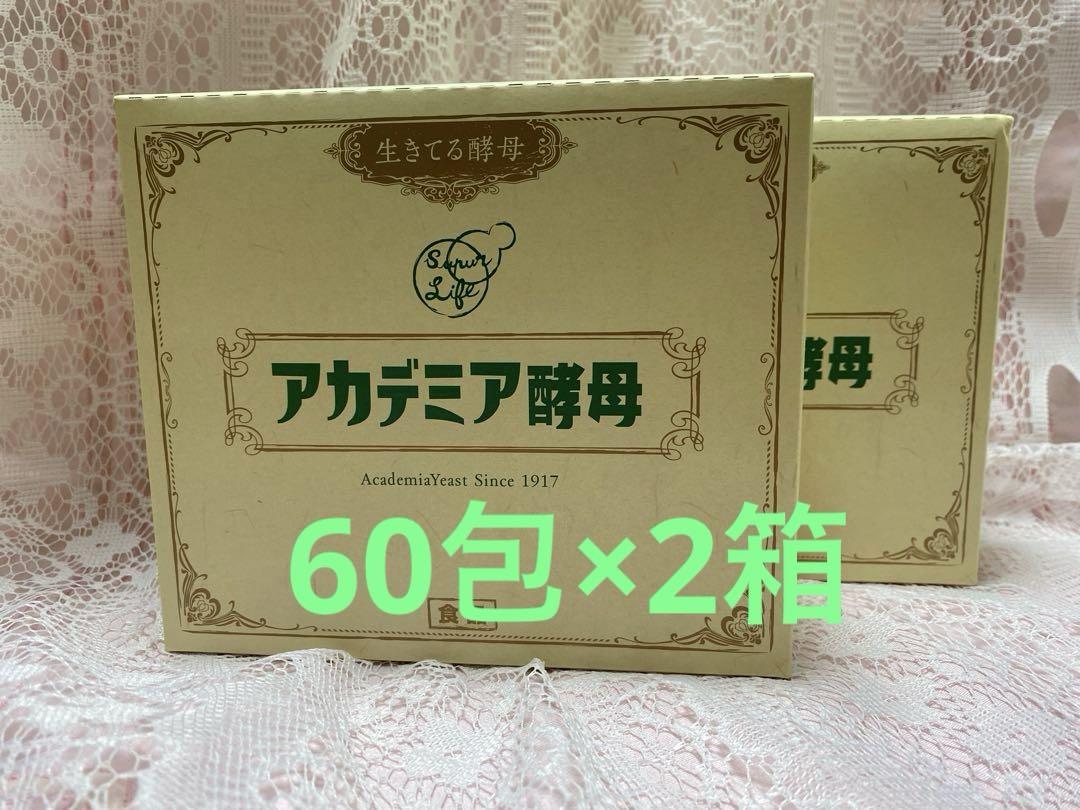 生きてる酵母
Supur
Life
アカデミア酵母
AcademiaYeast Since 1917
60包×2箱
酵母